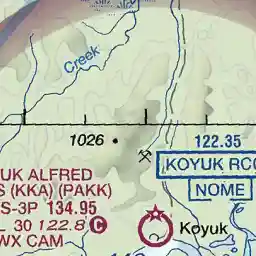 Creek
1026
122.35
KOYUK RCO
NOME
UK ALFRED
S (KKA) (PAKK)
S-3P 134.95
L 30 122.8 C
WX CAM
Koyuk